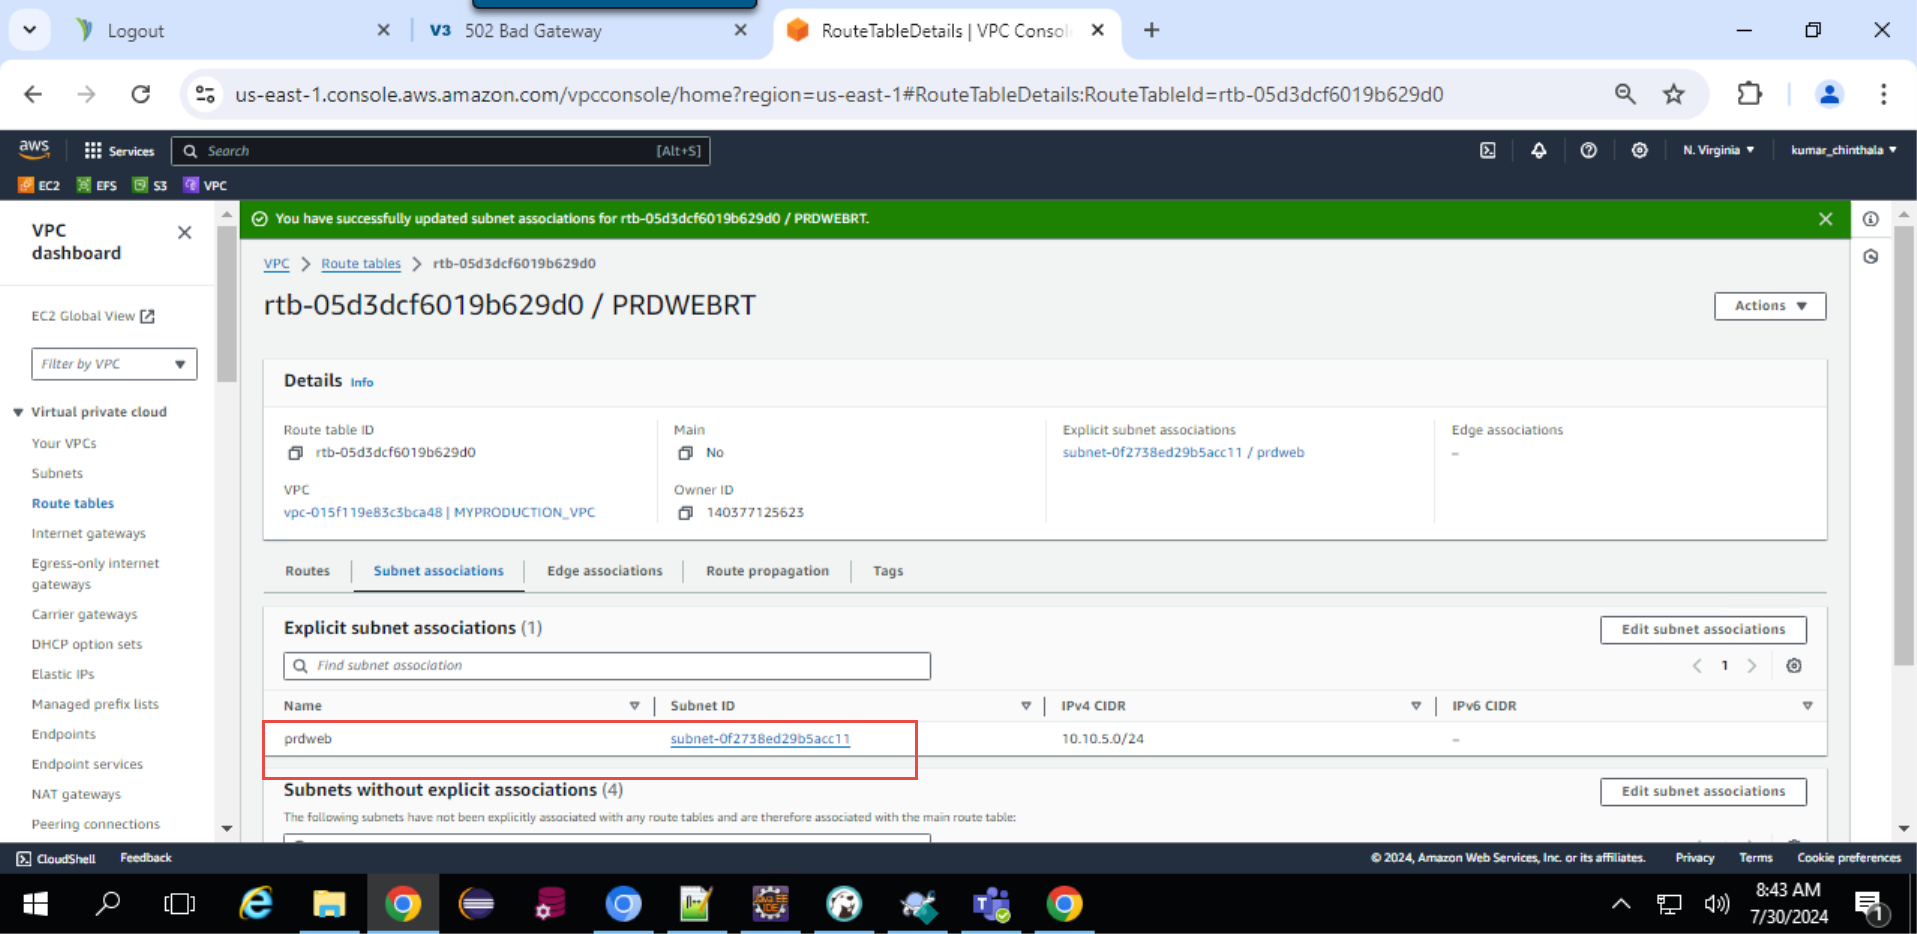 Logout
V3 502 Bad Gateway
RouteTableDetails | VPC Consol
us-east-1.console.aws.amazon.com/vpcconsole/home?region=us-east-1#RouteTableDetails:RouteTableId=rtb-05d3dcf6019b629d0
aws
Services
Search
[Alt+S]
N. Virginia
kumar_chinthala
EC2
EFS
S3
VPC
VPC
dashboard
EC2 Global View
Filter by VPC
Virtual private cloud
Your VPCs
Subnets
Route tables
Internet gateways
Egress-only internet
gateways
Carrier gateways
DHCP option sets
Elastic IPs
Managed prefix lists
Endpoints
Endpoint services
NAT gateways
Peering connections
You have successfully updated subnet associations for rtb-05d3dcf6019b629d0 / PRDWEBRT.
VPC
Route tables
rtb-05d3dcf6019b629d0
rtb-05d3dcf6019b629d0 / PRDWEBRT
Actions
Details Info
Route table ID
rtb-05d3dcf6019b629d0
Main
No
Explicit subnet associations
subnet-0f2738ed29b5acc11 / prdweb
Edge associations
–
VPC
vpc-015f119e83c3bca48 | MYPRODUCTION_VPC
Owner ID
140377125623
Routes
Subnet associations
Edge associations
Route propagation
Tags
Explicit subnet associations (1)
Edit subnet associations
Find subnet association
1
Name
Subnet ID
IPv4 CIDR
IPv6 CIDR
prdweb
subnet-0f2738ed29b5acc11
10.10.5.0/24
–
Subnets without explicit associations (4)
Edit subnet associations
The following subnets have not been explicitly associated with any route tables and are therefore associated with the main route table:
CloudShell
Feedback
© 2024, Amazon Web Services, Inc. or its affiliates.
Privacy
Terms
Cookie preferences
8:43 AM
7/30/2024
1